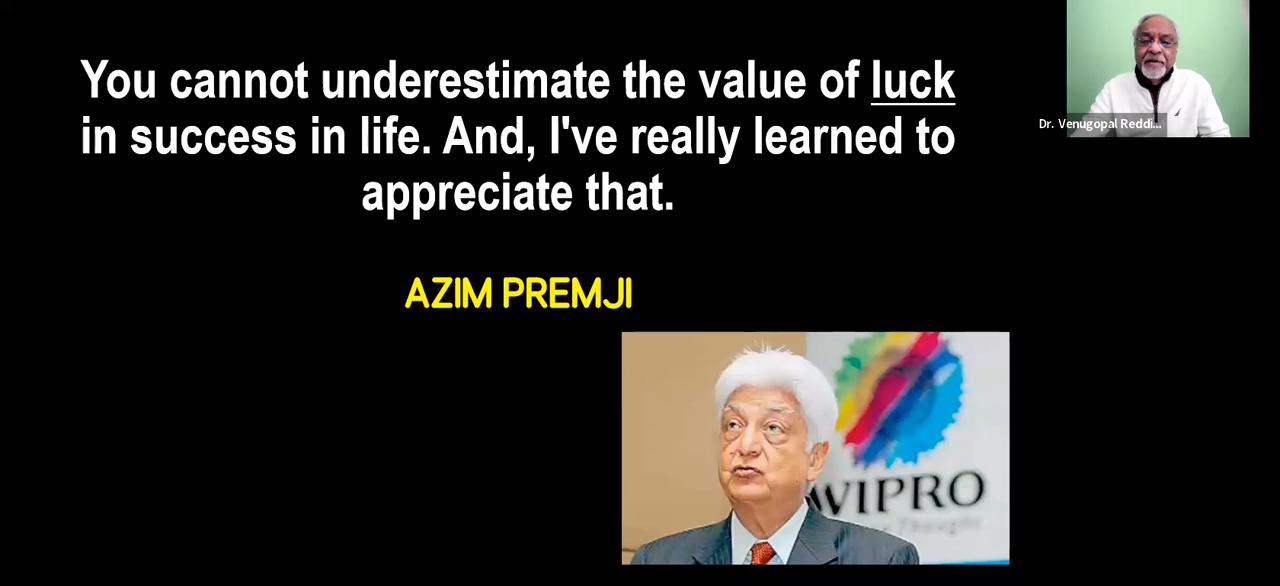 You cannot underestimate the value of luck
in success in life. And, I've really learned to
appreciate that.
Dr. Venugopal Reddi...
AZIM PREMJI
WIPRO
Thought